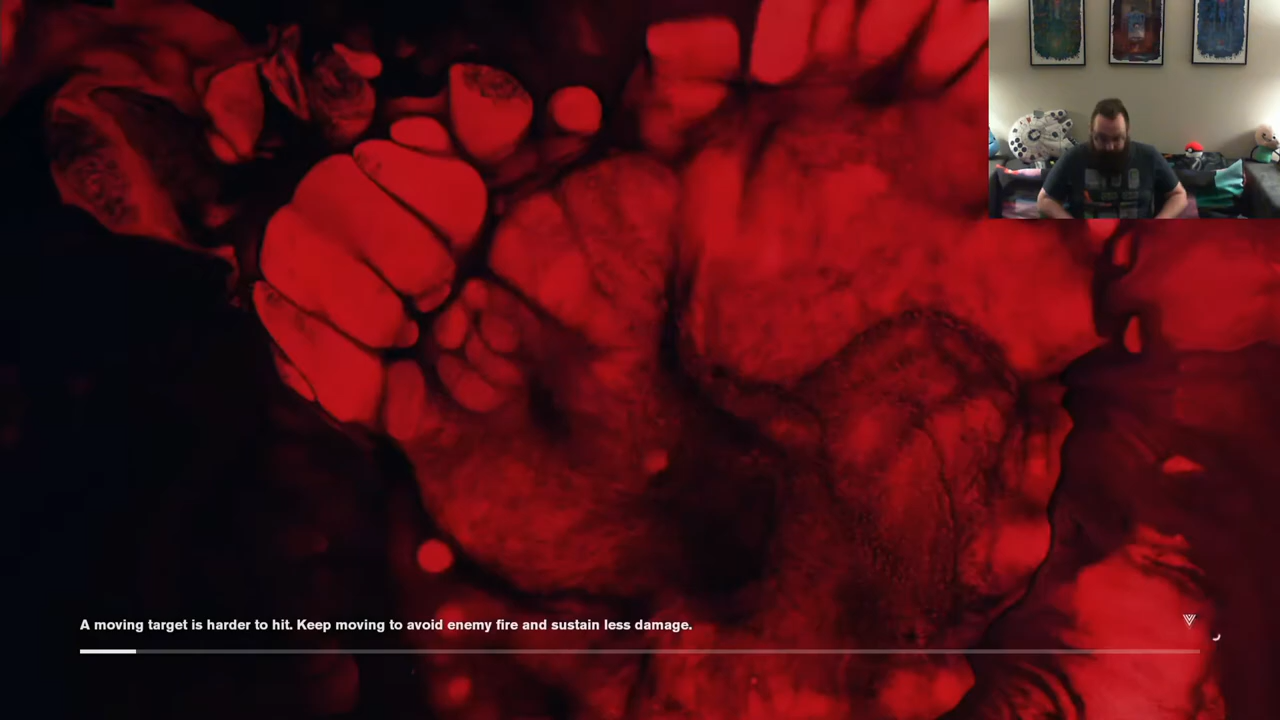 A moving target is harder to hit. Keep moving to avoid enemy fire and sustain less damage.